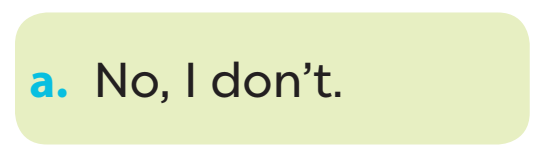 a. No, I don’t.